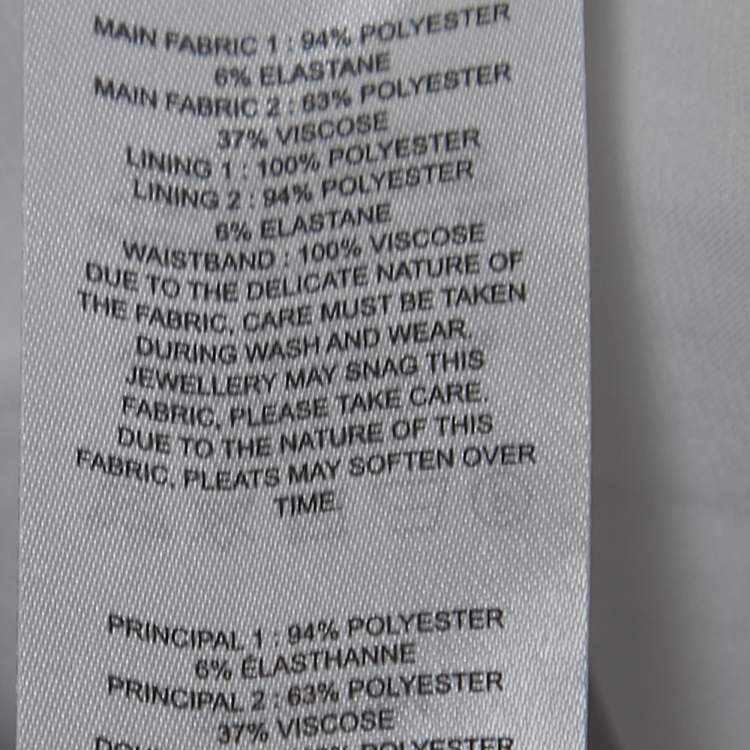 MAIN FABRIC 1 : 94% POLYESTER
6% ELASTANE
MAIN FABRIC 2 : 63% POLYESTER
37% VISCOSE
LINING 1 : 100% POLYESTER
LINING 2 : 94% POLYESTER
6% ELASTANE
WAISTBAND : 100% VISCOSE
DUE TO THE DELICATE NATURE OF
THE FABRIC, CARE MUST BE TAKEN
DURING WASH AND WEAR.
JEWELLERY MAY SNAG THIS
FABRIC, PLEASE TAKE CARE.
DUE TO THE NATURE OF THIS
FABRIC, PLEATS MAY SOFTEN OVER
TIME.
PRINCIPAL 1 : 94% POLYESTER
6% ÉLASTHANNE
PRINCIPAL 2 : 63% POLYESTER
37% VISCOSE
POLYESTER